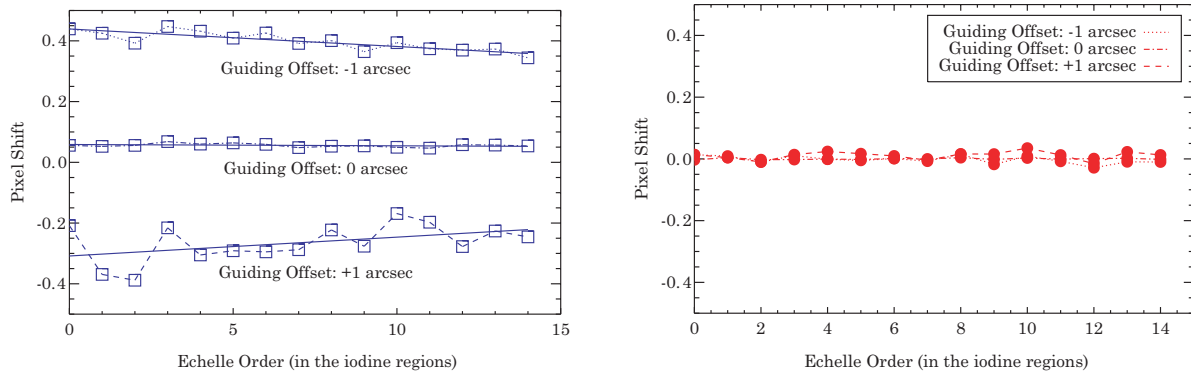 0.4
0.2
0.0
-0.2
-0.4
Pixel Shift
Guiding Offset: -1 arcsec
Guiding Offset: 0 arcsec
Guiding Offset: +1 arcsec
0 5 10 15
Echelle Order (in the iodine regions)
0.4
0.2
0.0
-0.2
-0.4
Pixel Shift
Guiding Offset: -1 arcsec
Guiding Offset: 0 arcsec
Guiding Offset: +1 arcsec
0 2 4 6 8 10 12 14
Echelle Order (in the iodine regions)